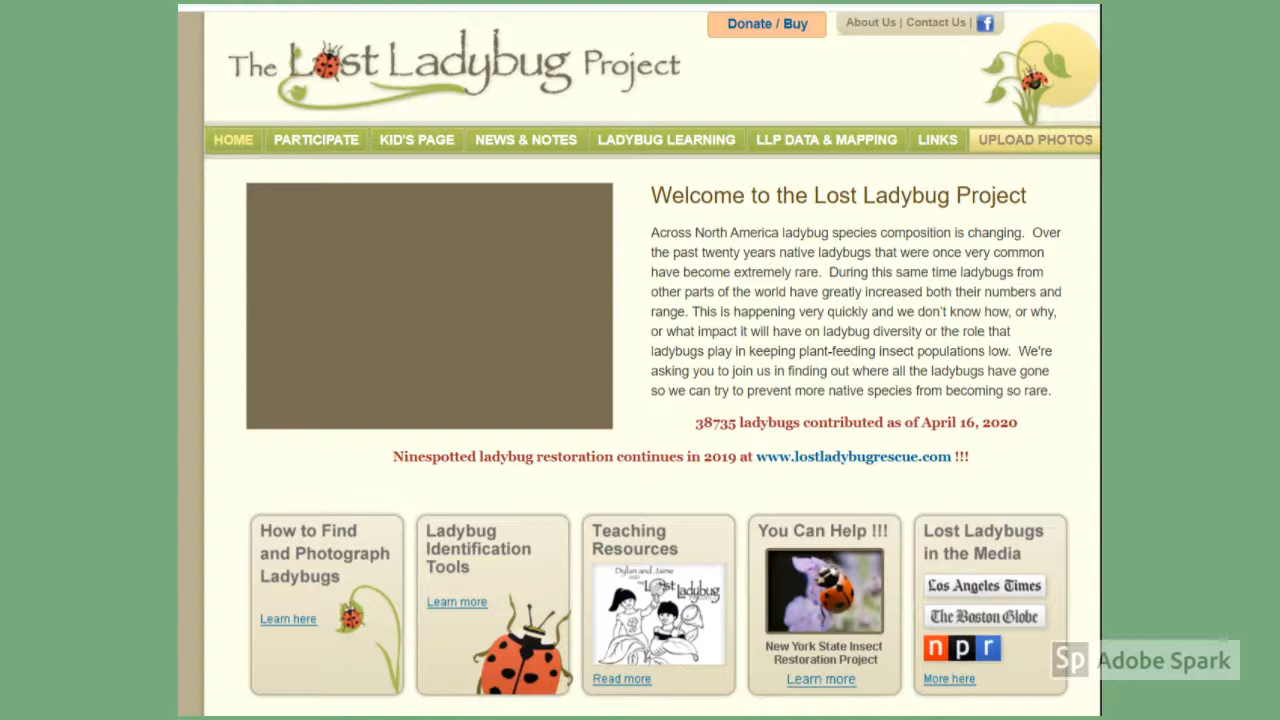 Donate / Buy
About Us | Contact Us | f
The Lost Ladybug Project
HOME PARTICIPATE KID'S PAGE NEWS & NOTES LADYBUG LEARNING LLP DATA & MAPPING LINKS UPLOAD PHOTOS
Welcome to the Lost Ladybug Project
Across North America ladybug species composition is changing. Over
the past twenty years native ladybugs that were once very common
have become extremely rare. During this same time ladybugs from
other parts of the world have greatly increased both their numbers and
range. This is happening very quickly and we don't know how, or why,
or what impact it will have on ladybug diversity or the role that
ladybugs play in keeping plant-feeding insect populations low. We're
asking you to join us in finding out where all the ladybugs have gone
so we can try to prevent more native species from becoming so rare.
38735 ladybugs contributed as of April 16, 2020
Ninespotted ladybug restoration continues in 2019 at www.lostladybugrescue.com !!!
How to Find
and Photograph
Ladybugs
Learn here
Ladybug
Identification
Tools
Learn more
Teaching
Resources
Dylan and Jaime
Lost Ladybug
Read more
You Can Help !!!
New York State Insect
Restoration Project
Learn more
Lost Ladybugs
in the Media
Los Angeles Times
The Boston Globe
npr
More here
Sp Adobe Spark